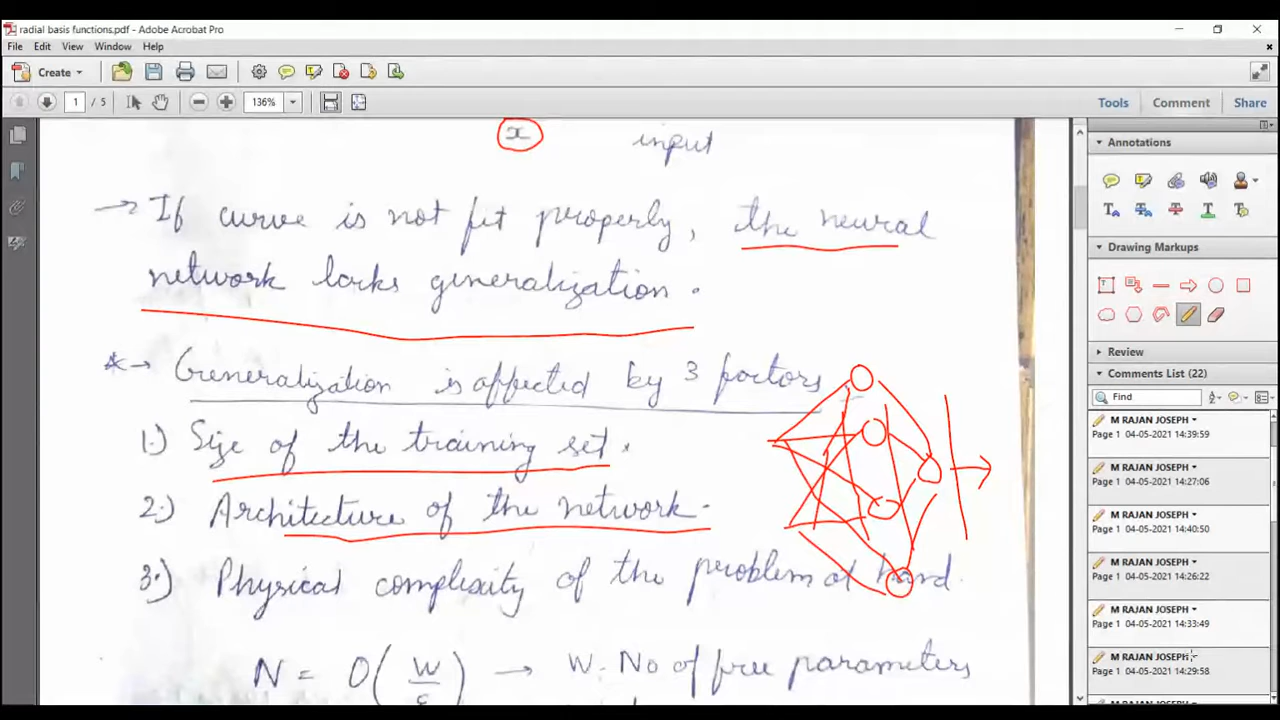 radial basis functions.pdf - Adobe Acrobat Pro
File Edit View Window Help
Create
1 / 5 136% Tools Comment Share
x input
→ If curve is not fit properly, the neural
network lacks generalization.
* → Generalization is affected by 3 factors
1.) Size of the training set.
2.) Architecture of the network.
3.) Physical complexity of the problem at hand.
N = O(W/ε) → W - No of free parameters
Annotations
Drawing Markups
Review
Comments List (22)
Find
M RAJAN JOSEPH
Page 1 04-05-2021 14:39:59
M RAJAN JOSEPH
Page 1 04-05-2021 14:27:06
M RAJAN JOSEPH
Page 1 04-05-2021 14:40:50
M RAJAN JOSEPH
Page 1 04-05-2021 14:26:22
M RAJAN JOSEPH
Page 1 04-05-2021 14:33:49
M RAJAN JOSEPH
Page 1 04-05-2021 14:29:58